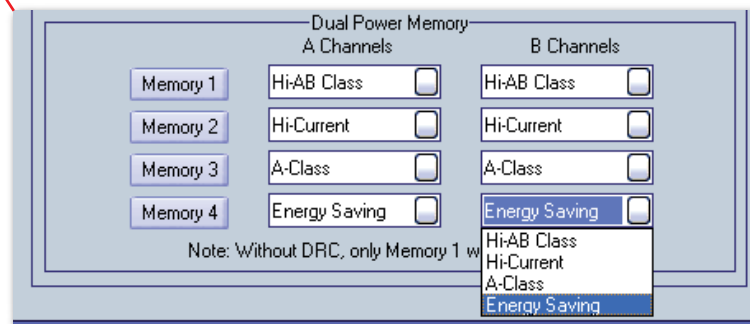 Dual Power Memory
A Channels B Channels
Memory 1 Hi-AB Class Hi-AB Class
Memory 2 Hi-Current Hi-Current
Memory 3 A-Class A-Class
Memory 4 Energy Saving Energy Saving
Note: Without DRC, only Memory 1 w
Hi-AB Class
Hi-Current
A-Class
Energy Saving